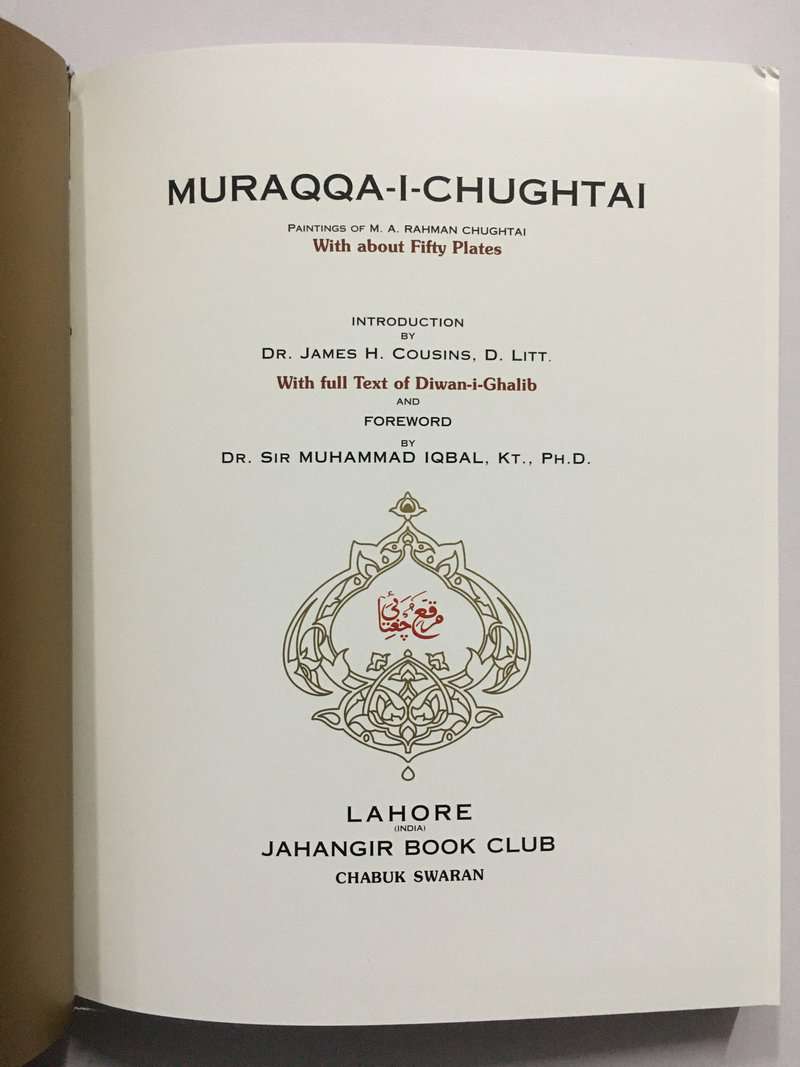 MURAQQA-I-CHUGHTAI
PAINTINGS OF M. A. RAHMAN CHUGHTAI
With about Fifty Plates
INTRODUCTION
BY
DR. JAMES H. COUSINS, D. LITT.
With full Text of Diwan-i-Ghalib
AND
FOREWORD
BY
DR. SIR MUHAMMAD IQBAL, KT., PH.D.
مرقع چغتائی
LAHORE
(INDIA)
JAHANGIR BOOK CLUB
CHABUK SWARAN